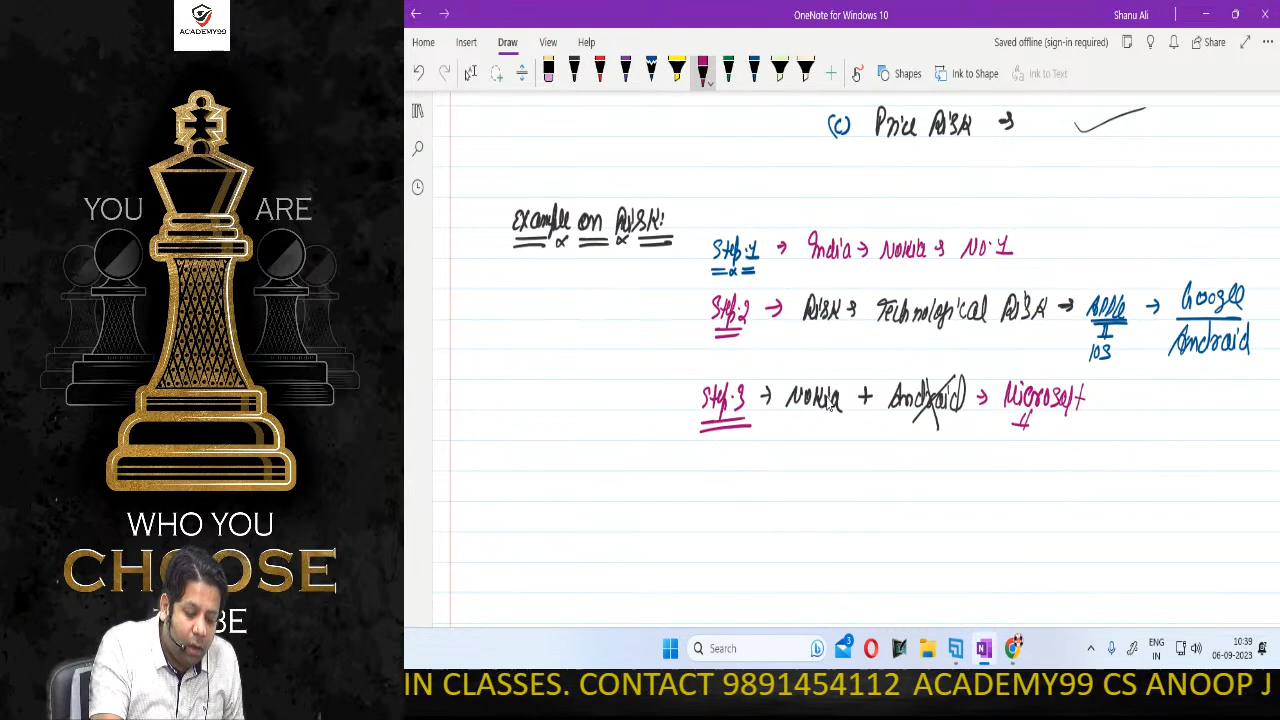 ACADEMY99
YOU ARE
WHO YOU
CHOOSE
BE
OneNote for Windows 10
Shanu Ali
Home Insert Draw View Help
Saved offline (sign-in required)
Share
Shapes
Ink to Shape
Ink to Text
(c) Price Risk →
Example on Risk:
Step-1 → India → Nokia → No.1
Step-2 → Risk → Technological Risk → Apple → Google
IOS
Android
Step-3 → Nokia + Android → Microsoft
Search
3
ENG
IN
10:39
06-09-2023
IN CLASSES. CONTACT 9891454112 ACADEMY99 CS ANOOP J